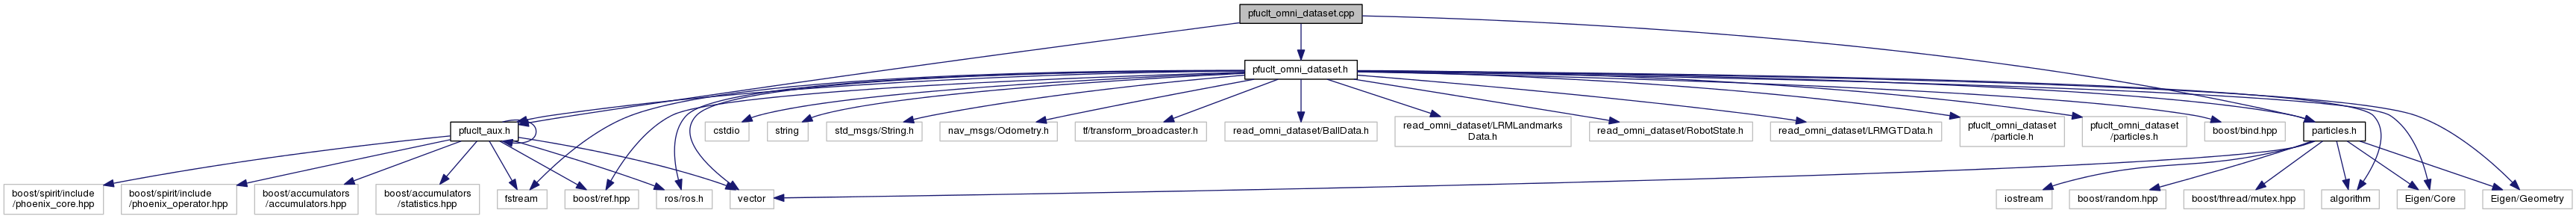 pfuclt_omni_dataset.cpp
pfuclt_omni_dataset.h
cstdio
string
std_msgs/String.h
nav_msgs/Odometry.h
tf/transform_broadcaster.h
read_omni_dataset/BallData.h
read_omni_dataset/LRMLandmarks
Data.h
read_omni_dataset/RobotState.h
read_omni_dataset/LRMGTData.h
pfuclt_omni_dataset
/particle.h
pfuclt_omni_dataset
/particles.h
boost/bind.hpp
pfuclt_aux.h
particles.h
boost/spirit/include
/phoenix_core.hpp
boost/spirit/include
/phoenix_operator.hpp
boost/accumulators
/accumulators.hpp
boost/accumulators
/statistics.hpp
fstream
boost/ref.hpp
ros/ros.h
vector
iostream
boost/random.hpp
boost/thread/mutex.hpp
algorithm
Eigen/Core
Eigen/Geometry